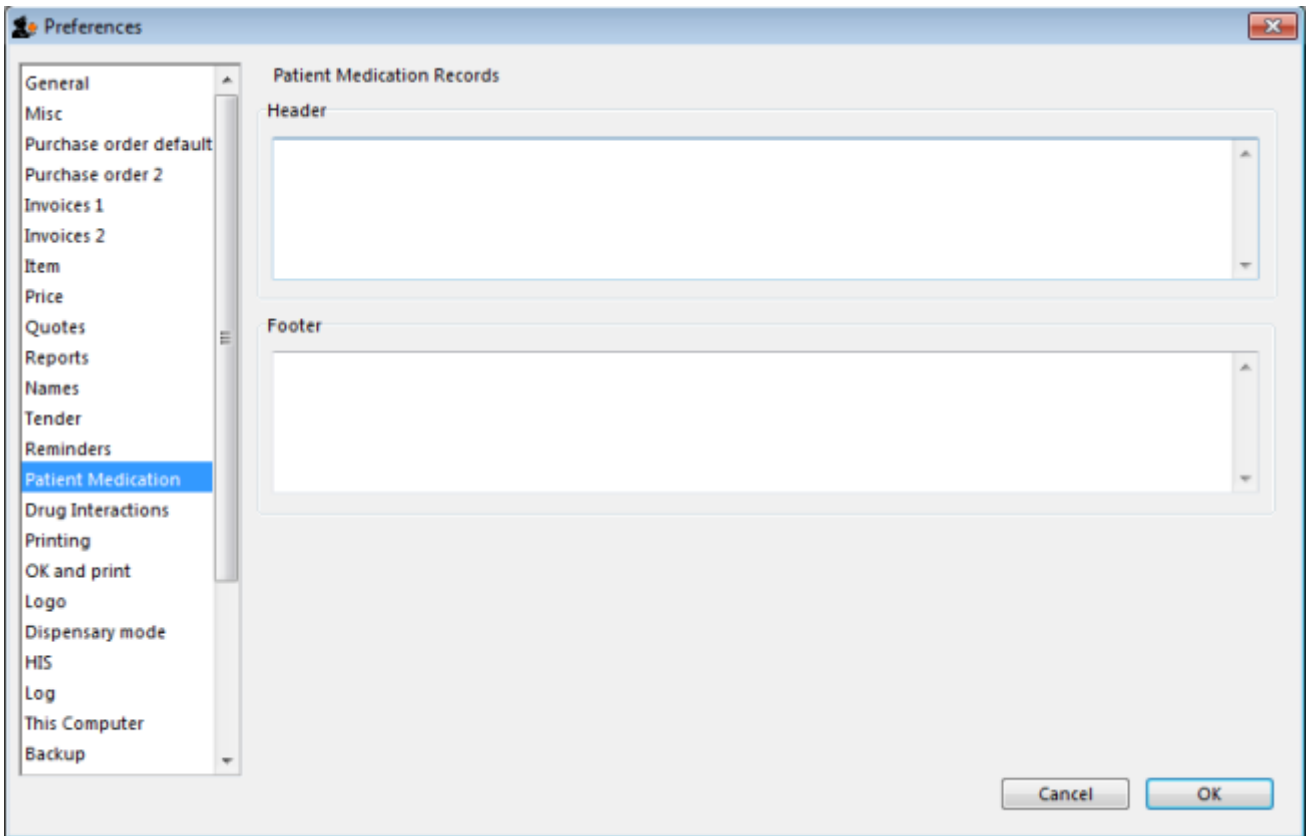 Preferences
General
Misc
Purchase order default
Purchase order 2
Invoices 1
Invoices 2
Item
Price
Quotes
Reports
Names
Tender
Reminders
Patient Medication
Drug Interactions
Printing
OK and print
Logo
Dispensary mode
HIS
Log
This Computer
Backup
Patient Medication Records
Header
Footer
Cancel
OK